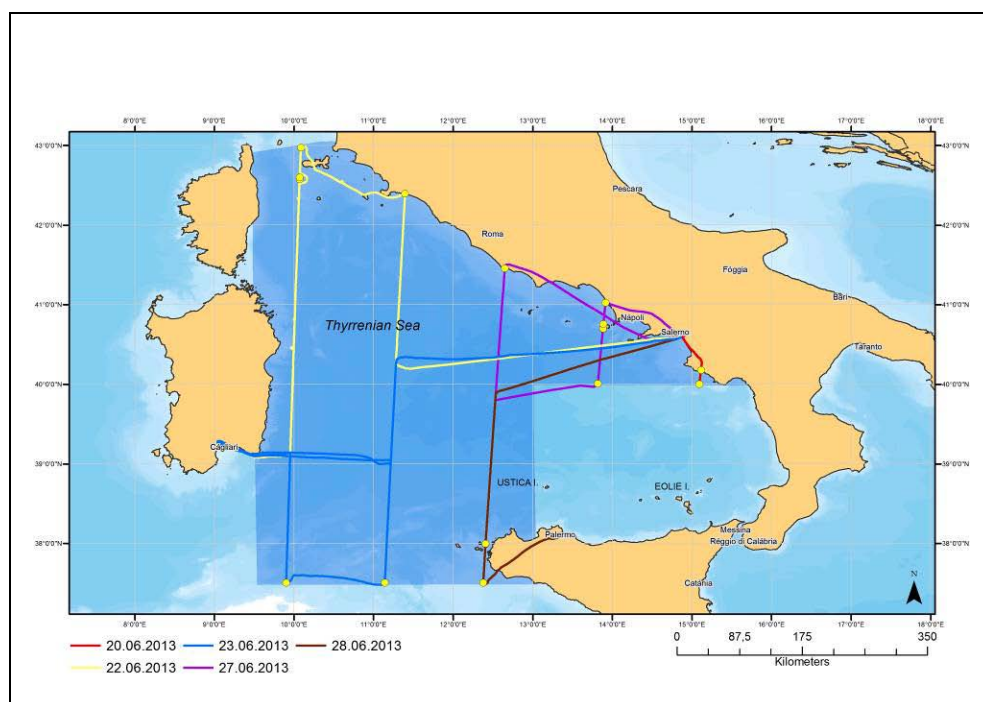 8°0'0"E 9°0'0"E 10°0'0"E 11°0'0"E 12°0'0"E 13°0'0"E 14°0'0"E 15°0'0"E 16°0'0"E 17°0'0"E 18°0'0"E
43°0'0"N 43°0'0"N
Pescara
42°0'0"N Roma 42°0'0"N
Fóggia
41°0'0"N Bári 41°0'0"N
Thyrrenian Sea Nápoli
Salerno
Taranto
40°0'0"N 40°0'0"N
Cagliari
39°0'0"N 39°0'0"N
USTICA I. EOLIE I.
Messina
38°0'0"N Palermo Réggio di Calábria 38°0'0"N
Catánia
N
8°0'0"E 9°0'0"E 10°0'0"E 11°0'0"E 12°0'0"E 13°0'0"E 14°0'0"E 15°0'0"E 16°0'0"E 17°0'0"E 18°0'0"E
20.06.2013 23.06.2013 28.06.2013
22.06.2013 27.06.2013
0 87,5 175 350
Kilometers